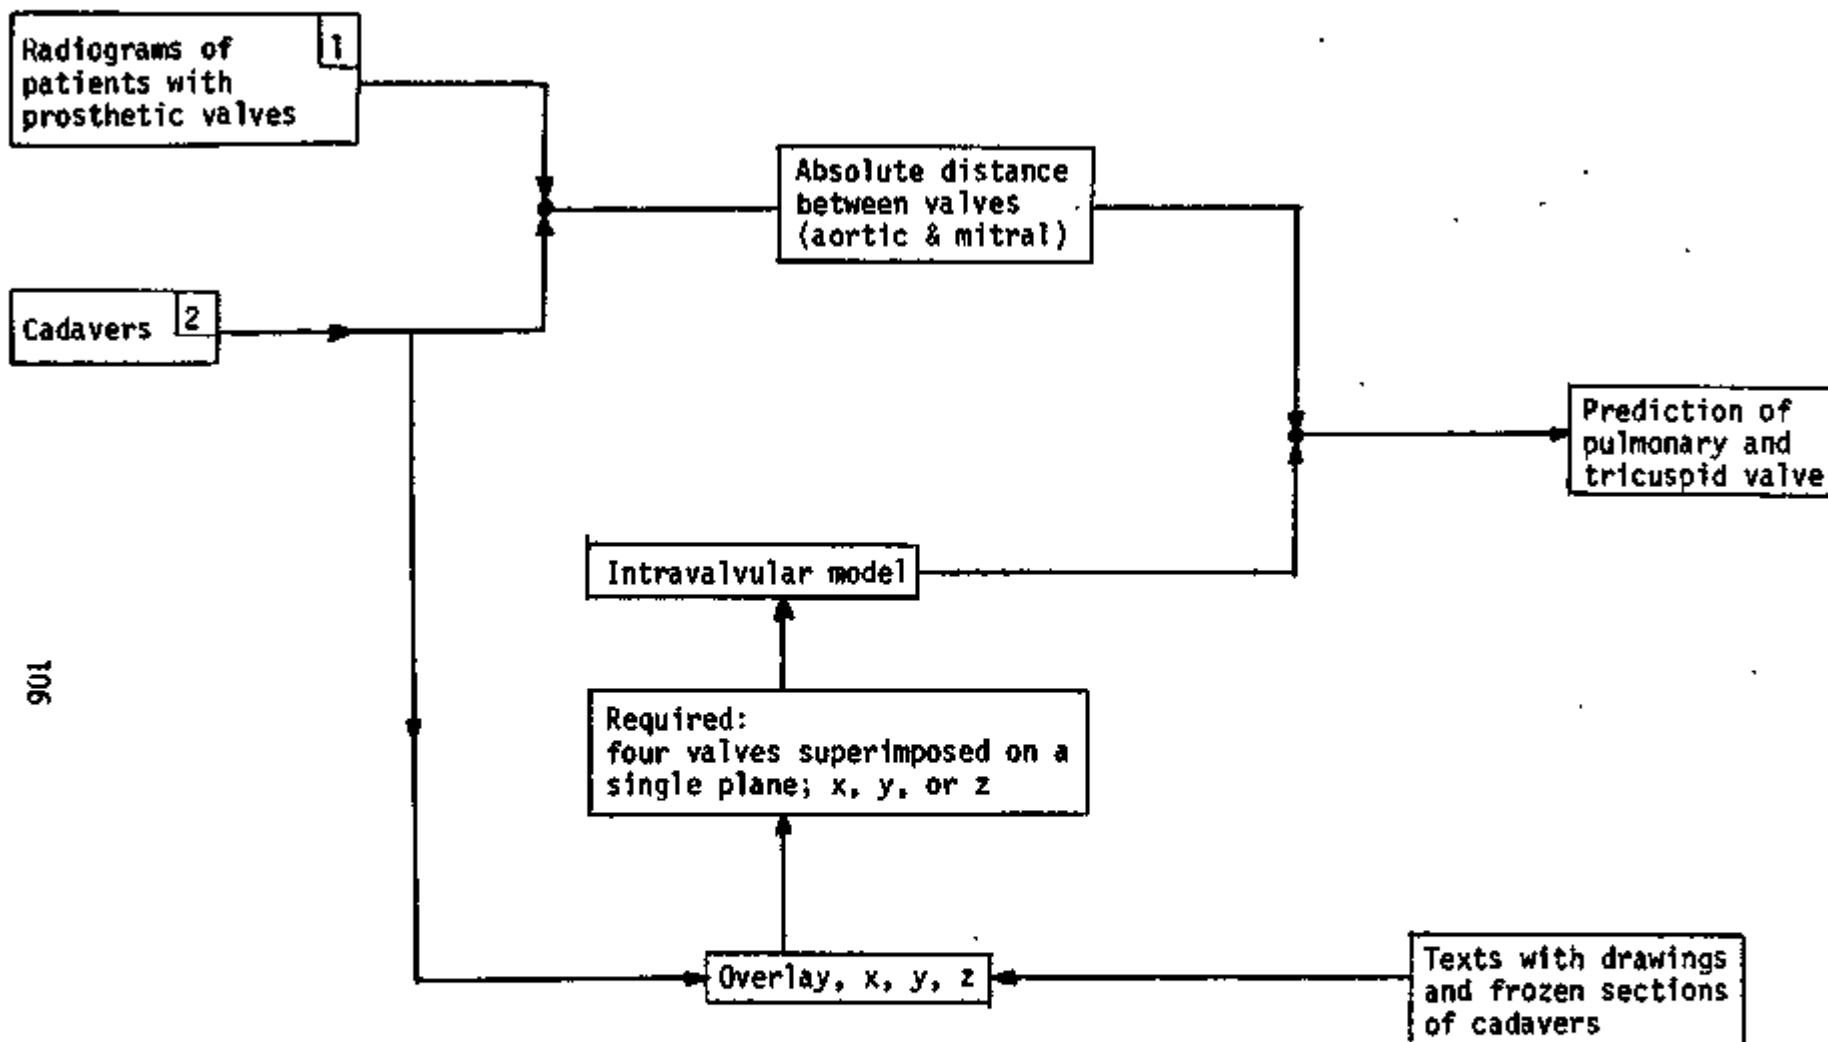 Radiograms of
patients with
prosthetic valves
1
Absolute distance
between valves
(aortic & mitral)
Cadavers
2
Prediction of
pulmonary and
tricuspid valve
Intravalvular model
Required:
four valves superimposed on a
single plane; x, y, or z
Overlay, x, y, z
Texts with drawings
and frozen sections
of cadavers
106